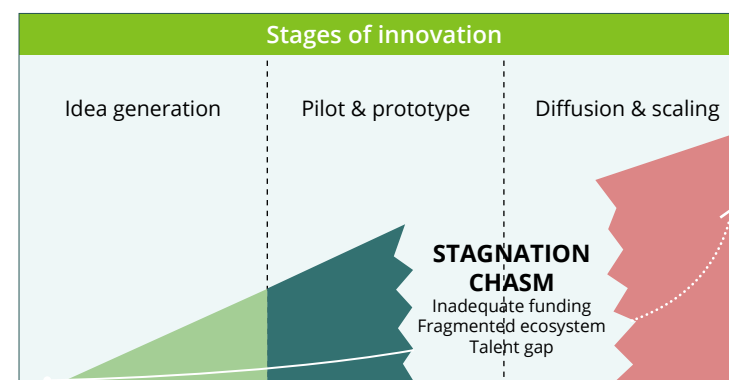 Stages of innovation
Idea generation
Pilot & prototype
Diffusion & scaling
STAGNATION
CHASM
Inadequate funding
Fragmented ecosystem
Talent gap